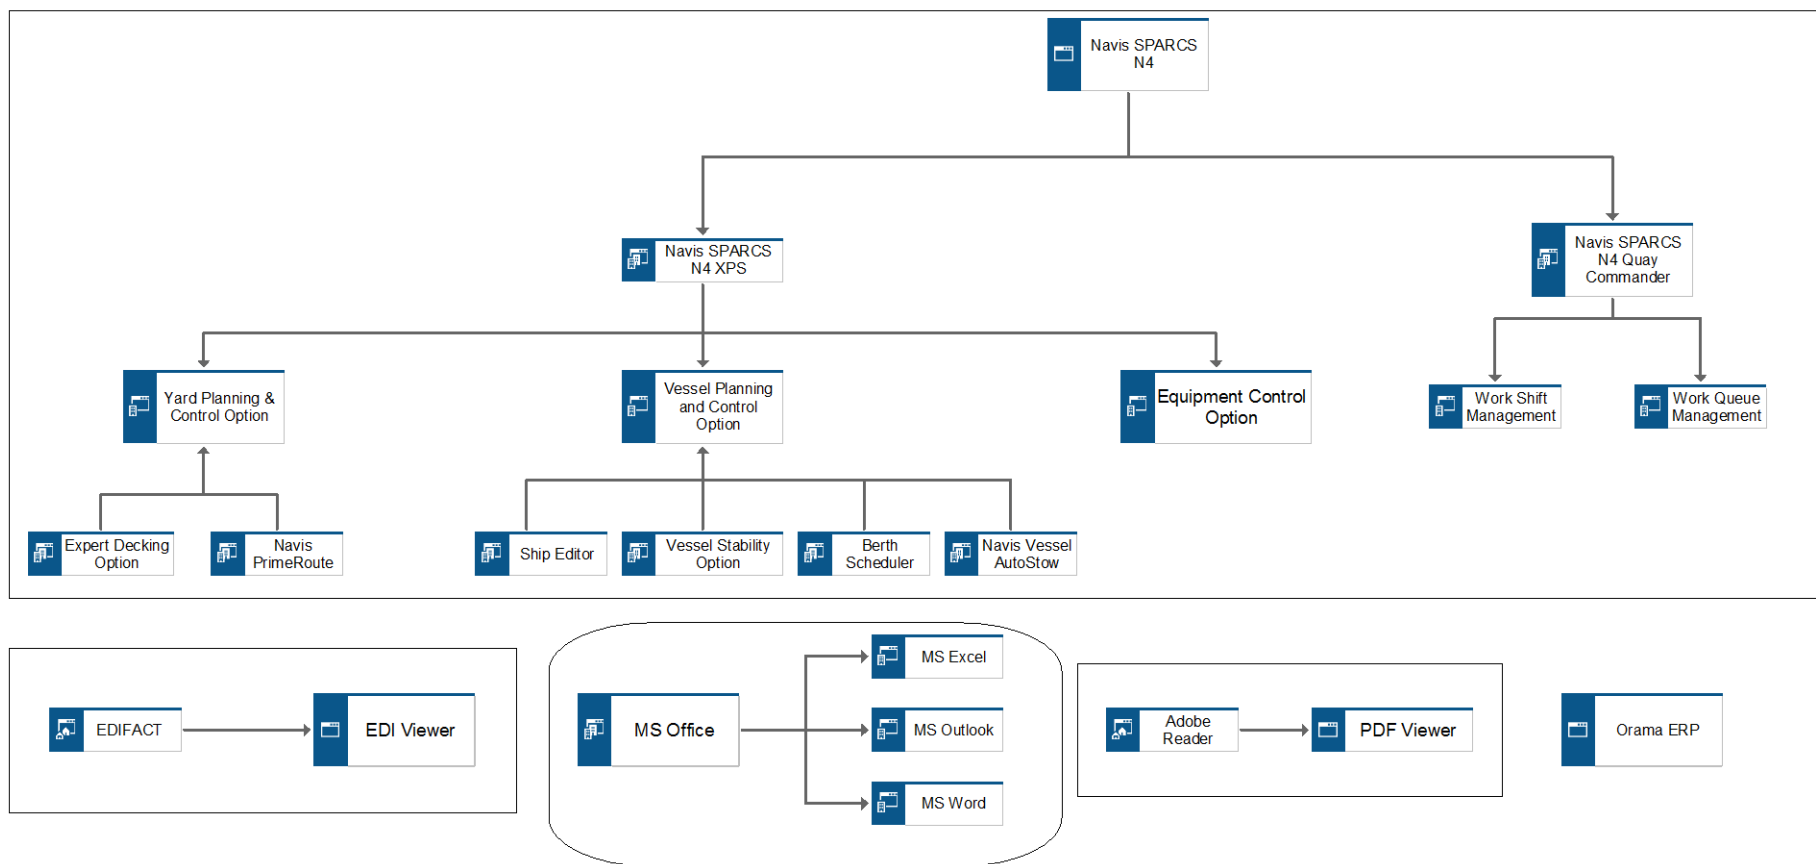 Navis SPARCS
N4
Navis SPARCS
N4 XPS
Navis SPARCS
N4 Quay
Commander
Yard Planning &
Control Option
Vessel Planning
and Control
Option
Equipment Control
Option
Work Shift
Management
Work Queue
Management
Expert Decking
Option
Navis
PrimeRoute
Ship Editor
Vessel Stability
Option
Berth
Scheduler
Navis Vessel
AutoStow
EDIFACT
EDI Viewer
MS Office
MS Excel
MS Outlook
MS Word
Adobe
Reader
PDF Viewer
Orama ERP